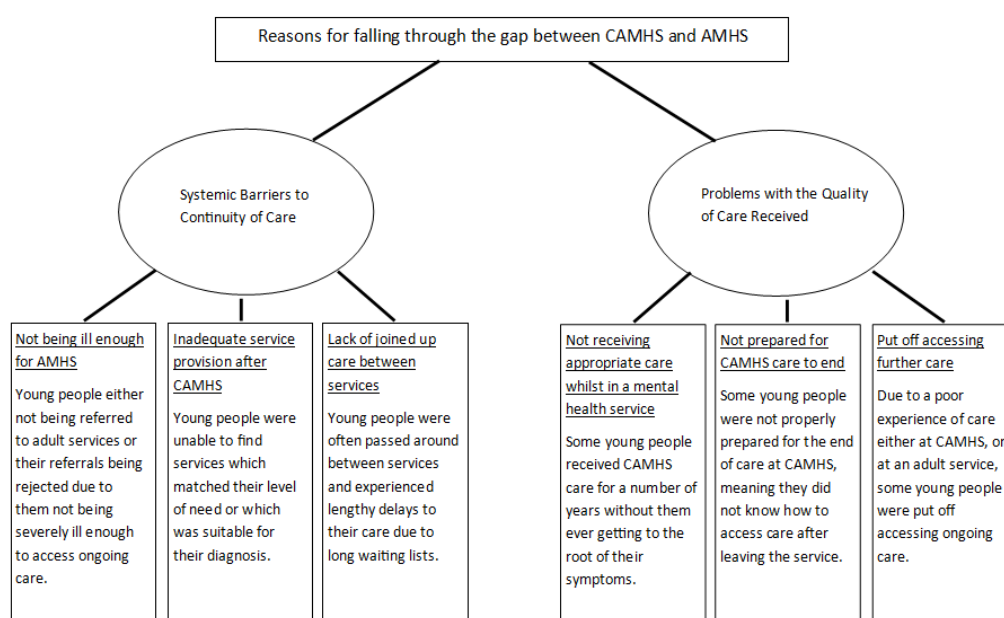 Reasons for falling through the gap between CAMHS and AMHS
Systemic Barriers to
Continuity of Care
Problems with the Quality
of Care Received
Not being ill enough
for AMHS
Young people either
not being referred
to adult services or
their referrals being
rejected due to
them not being
severely ill enough
to access ongoing
care.
Inadequate service
provision after
CAMHS
Young people were
unable to find
services which
matched their level
of need or which
was suitable for
their diagnosis.
Lack of joined up
care between
services
Young people were
often passed around
between services
and experienced
lengthy delays to
their care due to
long waiting lists.
Not receiving
appropriate care
whilst in a mental
health service
Some young people
received CAMHS
care for a number of
years without them
ever getting to the
root of their
symptoms.
Not prepared for
CAMHS care to end
Some young people
were not properly
prepared for the end
of care at CAMHS,
meaning they did
not know how to
access care after
leaving the service.
Put off accessing
further care
Due to a poor
experience of care
either at CAMHS, or
at an adult service,
some young people
were put off
accessing ongoing
care.